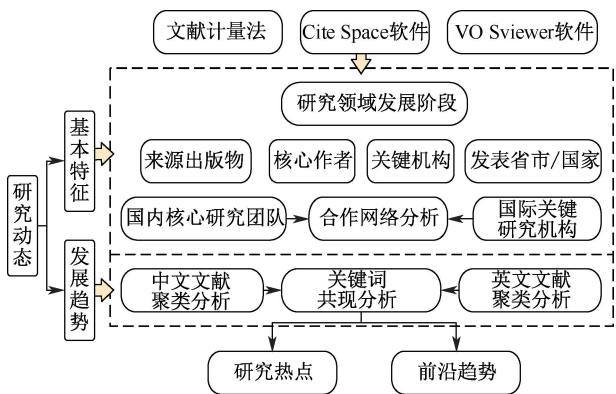 文献计量法
Cite Space软件
VO Sviewer软件
研究领域发展阶段
基本特征
来源出版物
核心作者
关键机构
发表省市/国家
研究动态
国内核心研究团队
合作网络分析
国际关键
研究机构
发展趋势
中文文献
聚类分析
关键词
共现分析
英文文献
聚类分析
研究热点
前沿趋势